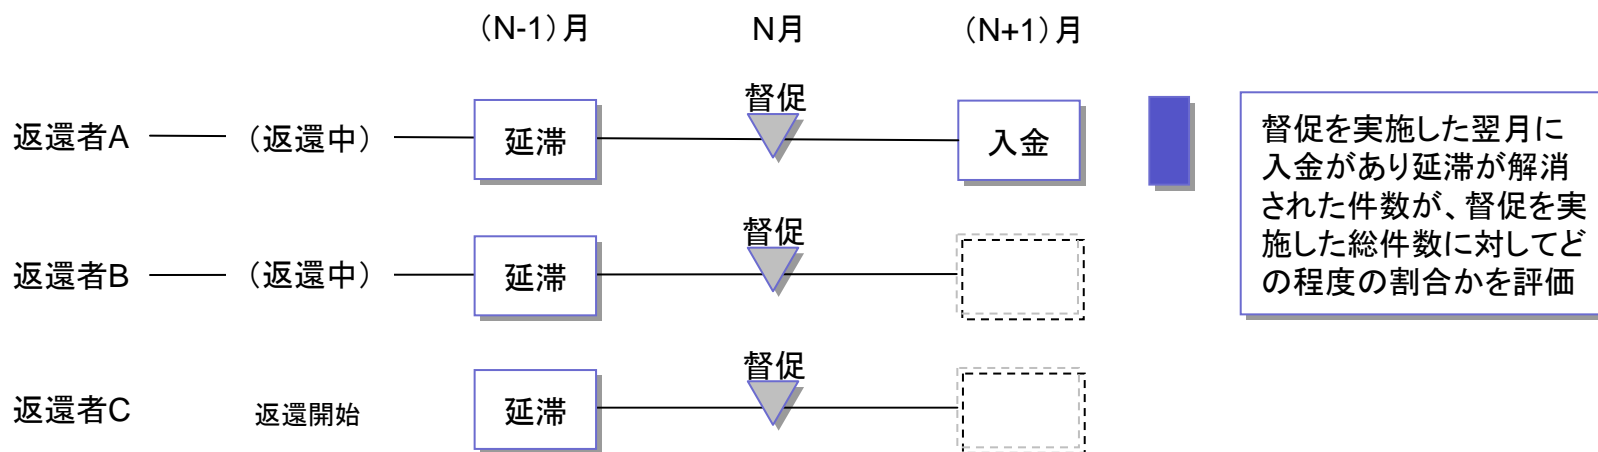 （N-1）月 N月 （N+1）月
督促
返還者A （返還中） 延滞 入金
督促を実施した翌月に
入金があり延滞が解消
された件数が、督促を実
施した総件数に対してど
の程度の割合かを評価
督促
返還者B （返還中） 延滞
督促
返還者C 返還開始 延滞